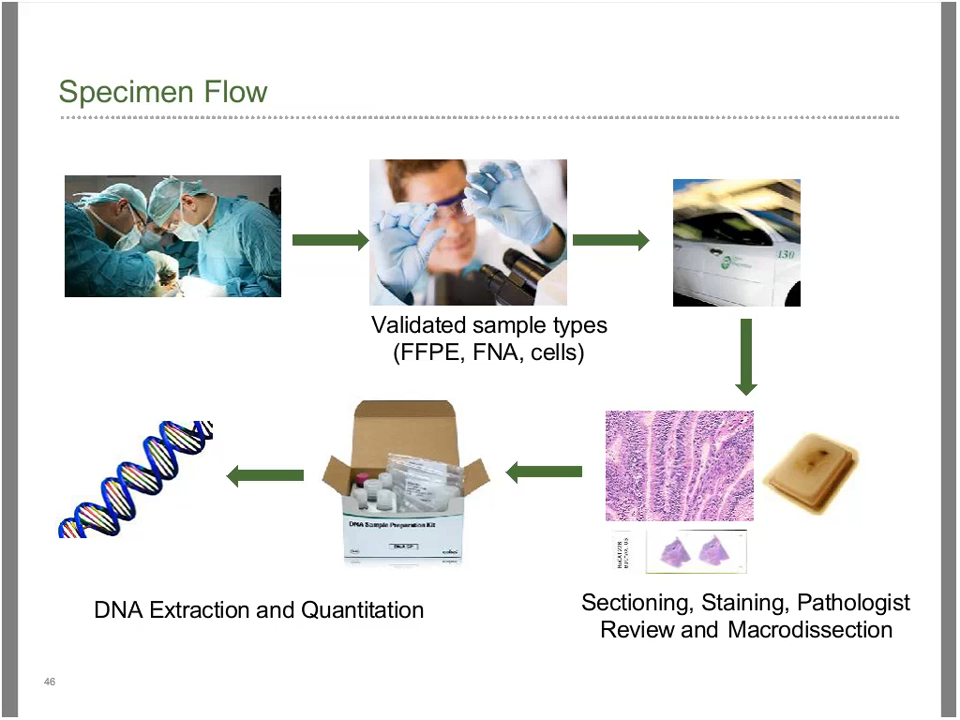 Specimen Flow
130
Validated sample types
(FFPE, FNA, cells)
DNA Sample Preparation Kit
DNA Extraction and Quantitation
Sectioning, Staining, Pathologist
Review and Macrodissection
46